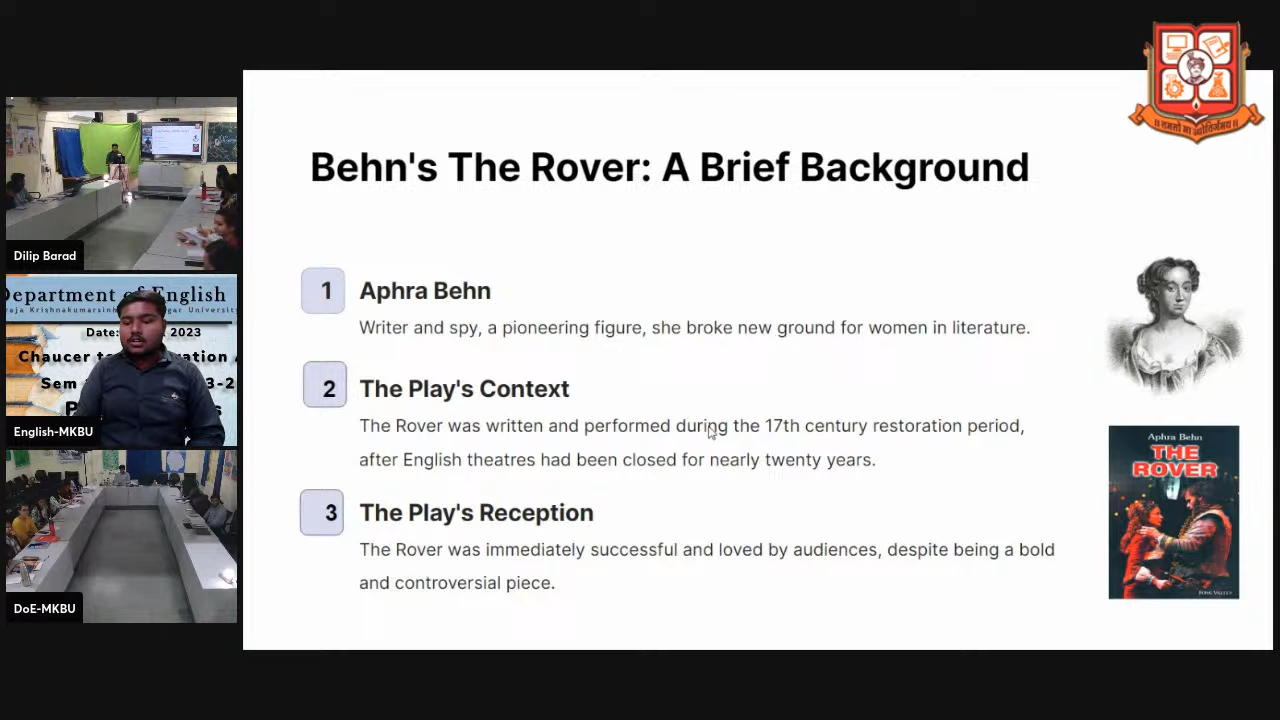 Behn's The Rover: A Brief Background
1 Aphra Behn
Writer and spy, a pioneering figure, she broke new ground for women in literature.
2 The Play's Context
The Rover was written and performed during the 17th century restoration period,
after English theatres had been closed for nearly twenty years.
3 The Play's Reception
The Rover was immediately successful and loved by audiences, despite being a bold
and controversial piece.
Aphra Behn
THE
ROVER
Dilip Barad
Department of English
Date:
2023
Chaucer
Sem
English-MKBU
DoE-MKBU
॥ तमसो मा ज्योतिर्गमय ॥